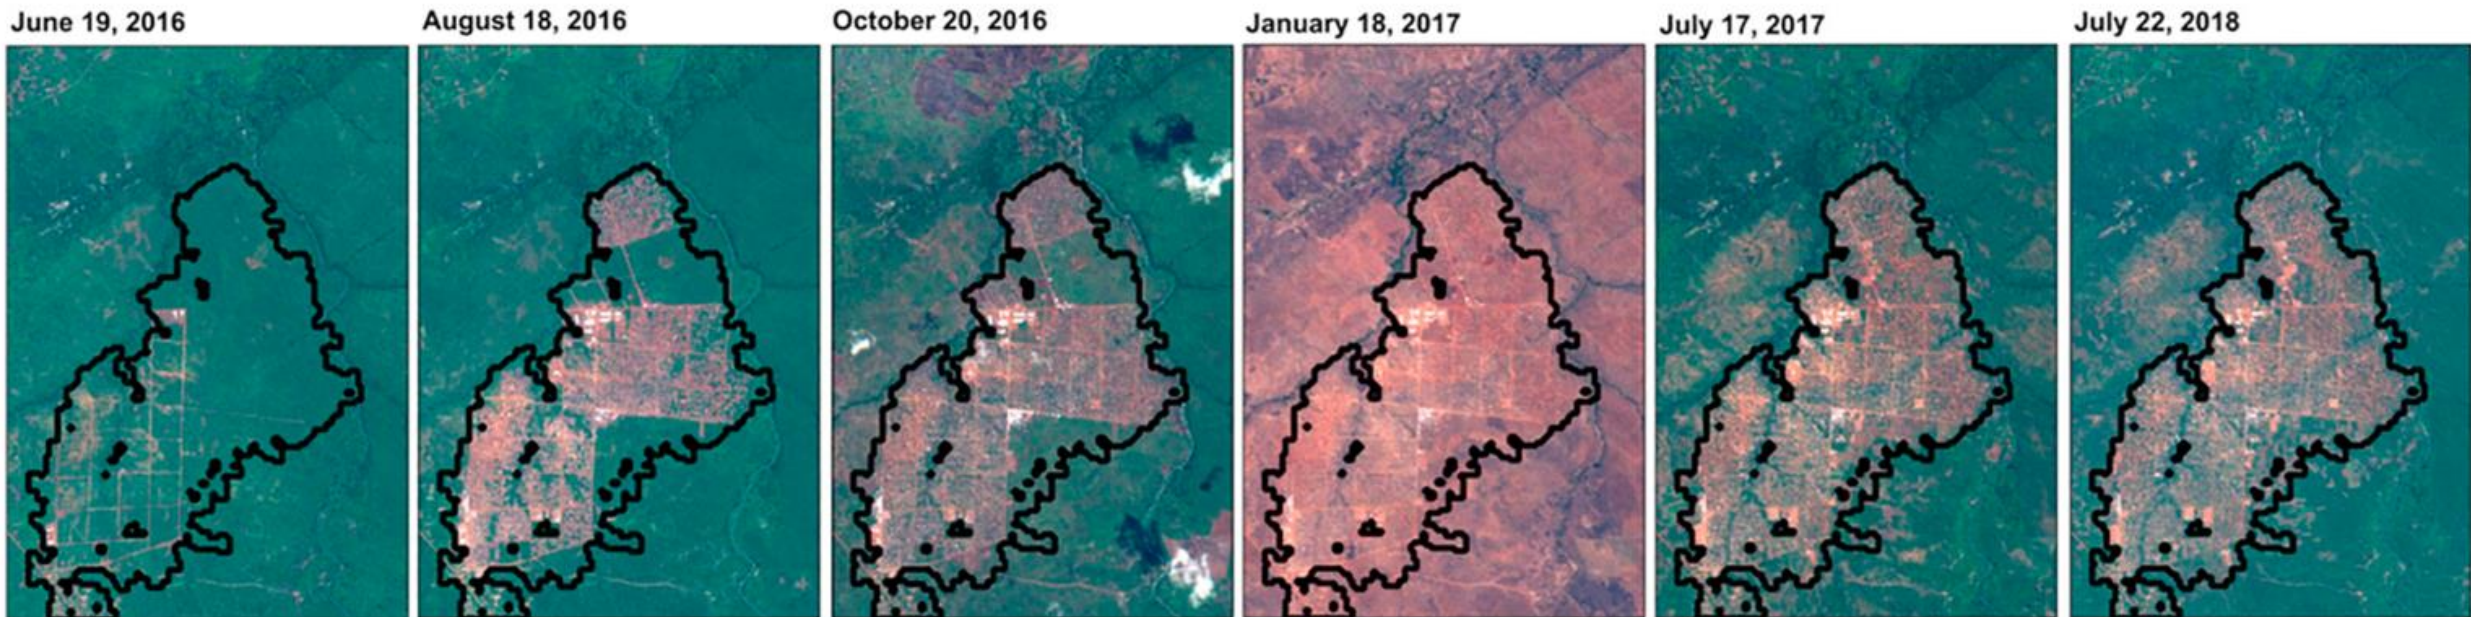 June 19, 2016
August 18, 2016
October 20, 2016
January 18, 2017
July 17, 2017
July 22, 2018